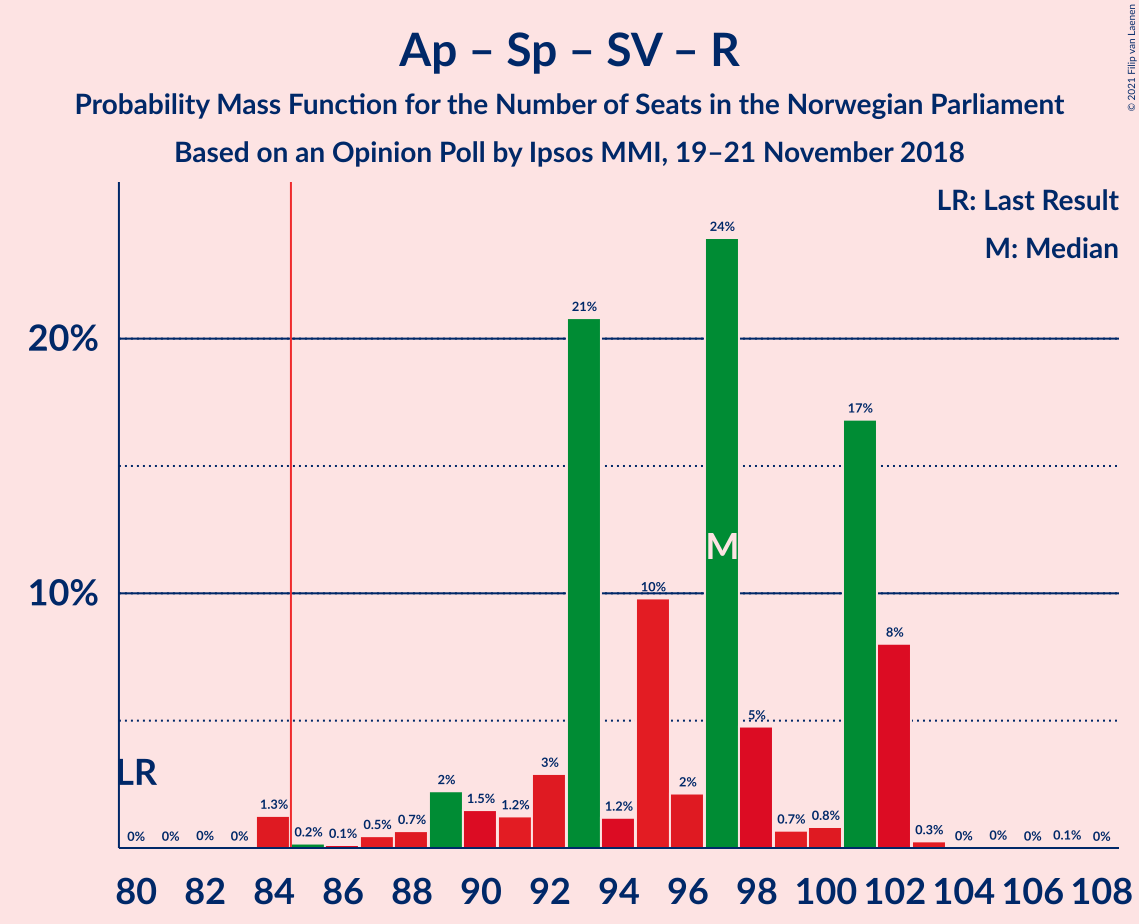 Ap – Sp – SV – R
Probability Mass Function for the Number of Seats in the Norwegian Parliament
Based on an Opinion Poll by Ipsos MMI, 19–21 November 2018
© 2021 Filip van Laenen
LR: Last Result
M: Median
24%
21%
20%
17%
M
10%
10%
8%
5%
LR
3%
2%
2%
1.5%
1.3%
1.2%
1.2%
0% 0% 0% 0% 0.2% 0.1% 0.5% 0.7% 0.7% 0.8% 0.3% 0% 0% 0% 0.1% 0%
80 82 84 86 88 90 92 94 96 98 100 102 104 106 108